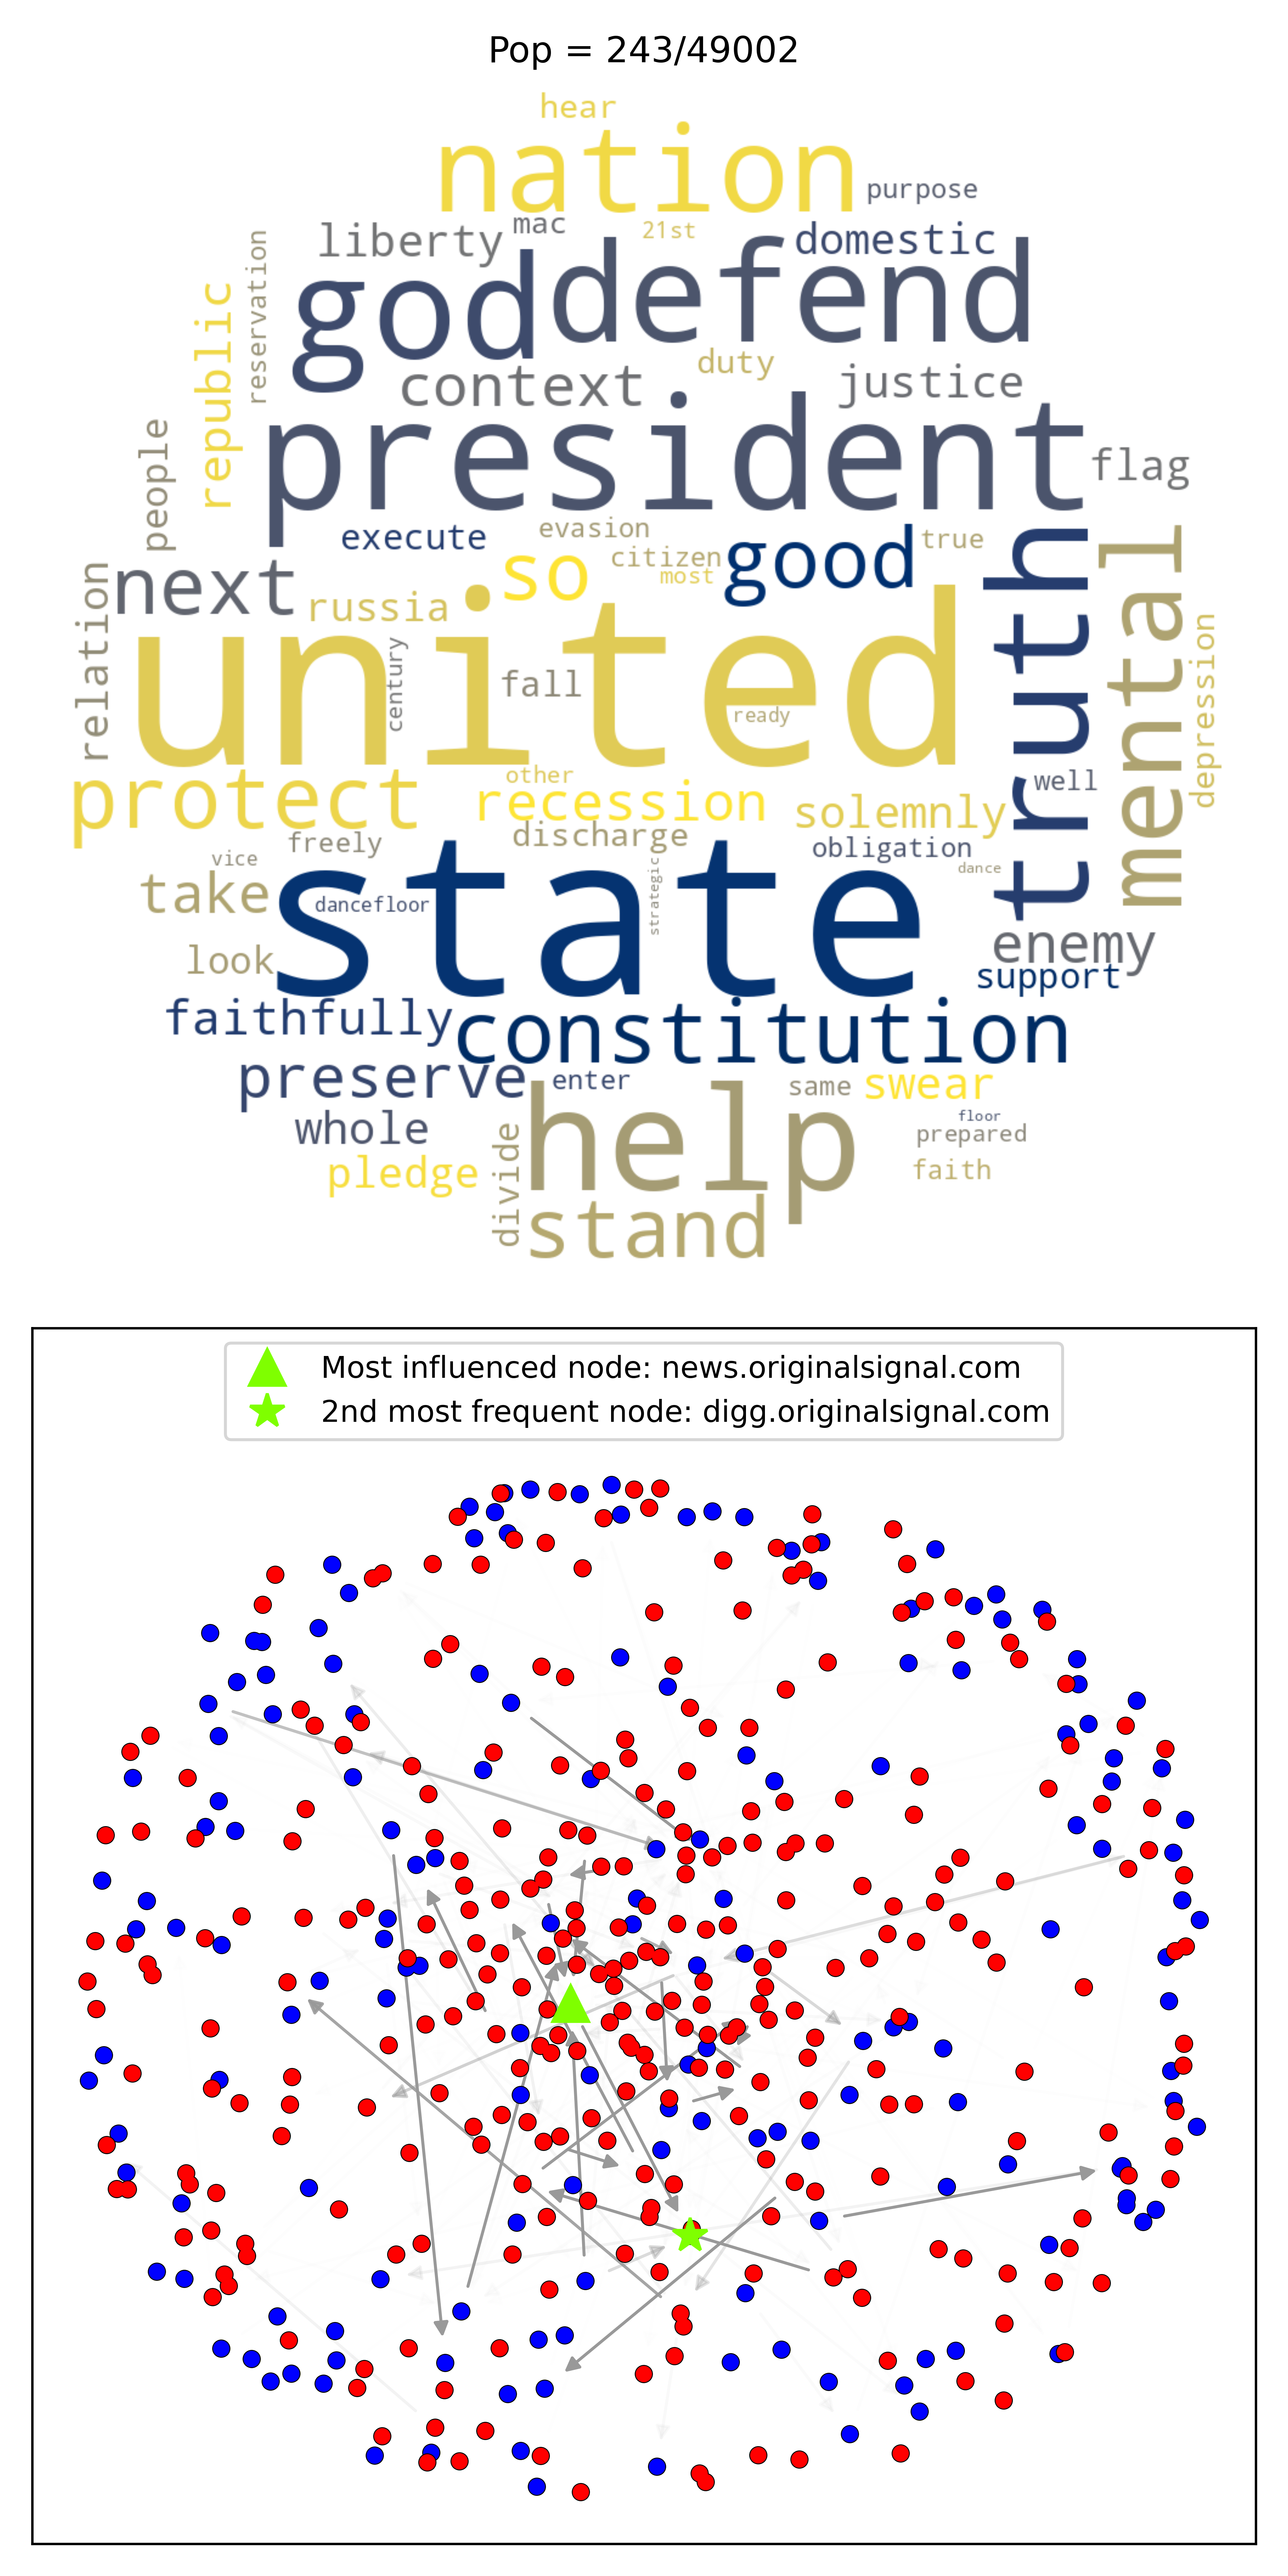 Pop = 243/49002
hear
nation
purpose
liberty
mac
21st
domestic
reservation
republic
god
defend
context
duty
justice
people
president
flag
execute
evasion
citizen
most
so
good
true
next
russia
relation
united
century
fall
ready
truth
mental
depression
protect
other
recession
solemnly
well
freely
discharge
obligation
vice
take
dancefloor
state
strategic
dance
enemy
look
support
faithfully
constitution
preserve
enter
same
swear
whole
help
floor
prepared
pledge
divide
faith
stand
Most influenced node: news.originalsignal.com
2nd most frequent node: digg.originalsignal.com